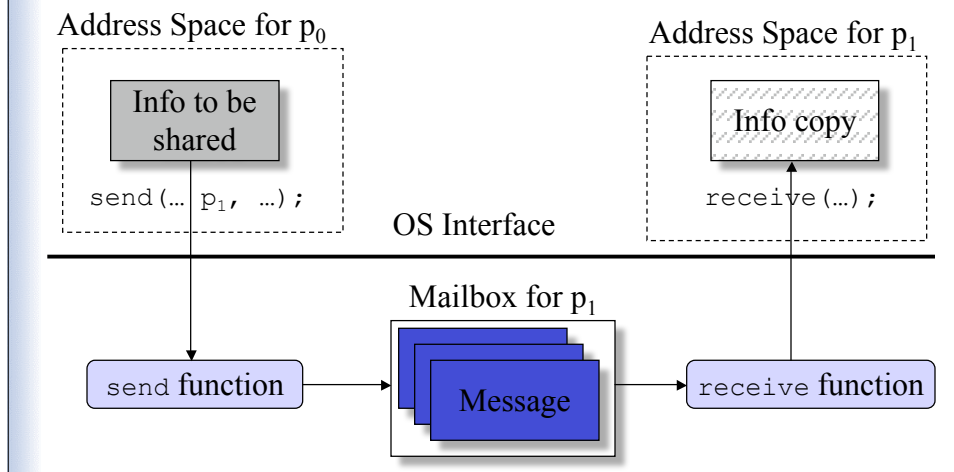 Address Space for p₀
Address Space for p₁
Info to be
shared
Info copy
send(… p₁, …);
receive(…);
OS Interface
Mailbox for p₁
send function
Message
receive function